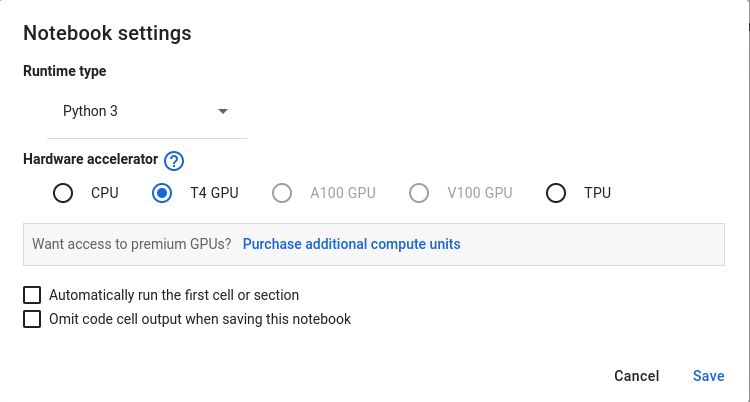 Notebook settings
Runtime type
Python 3
Hardware accelerator ?
CPU T4 GPU A100 GPU V100 GPU TPU
Want access to premium GPUs? Purchase additional compute units
Automatically run the first cell or section
Omit code cell output when saving this notebook
Cancel Save